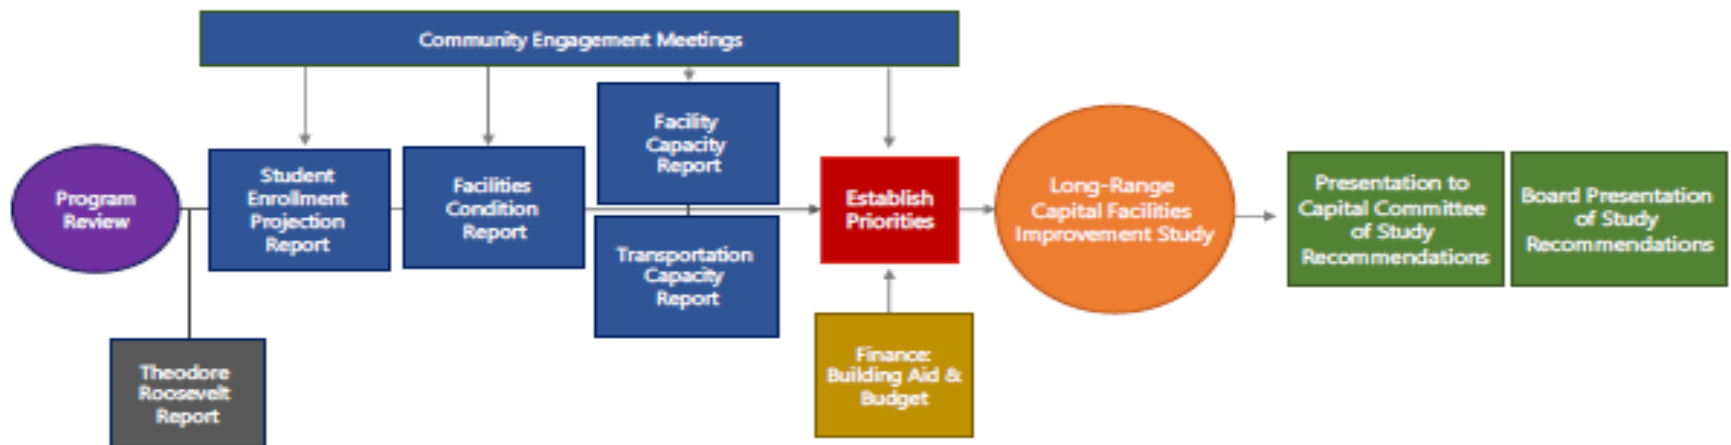 Community Engagement Meetings
Program
Review
Student
Enrollment
Projection
Report
Facilities
Condition
Report
Facility
Capacity
Report
Transportation
Capacity
Report
Establish
Priorities
Long-Range
Capital Facilities
Improvement Study
Presentation to
Capital Committee
of Study
Recommendations
Board Presentation
of Study
Recommendations
Theodore
Roosevelt
Report
Finance:
Building Aid &
Budget